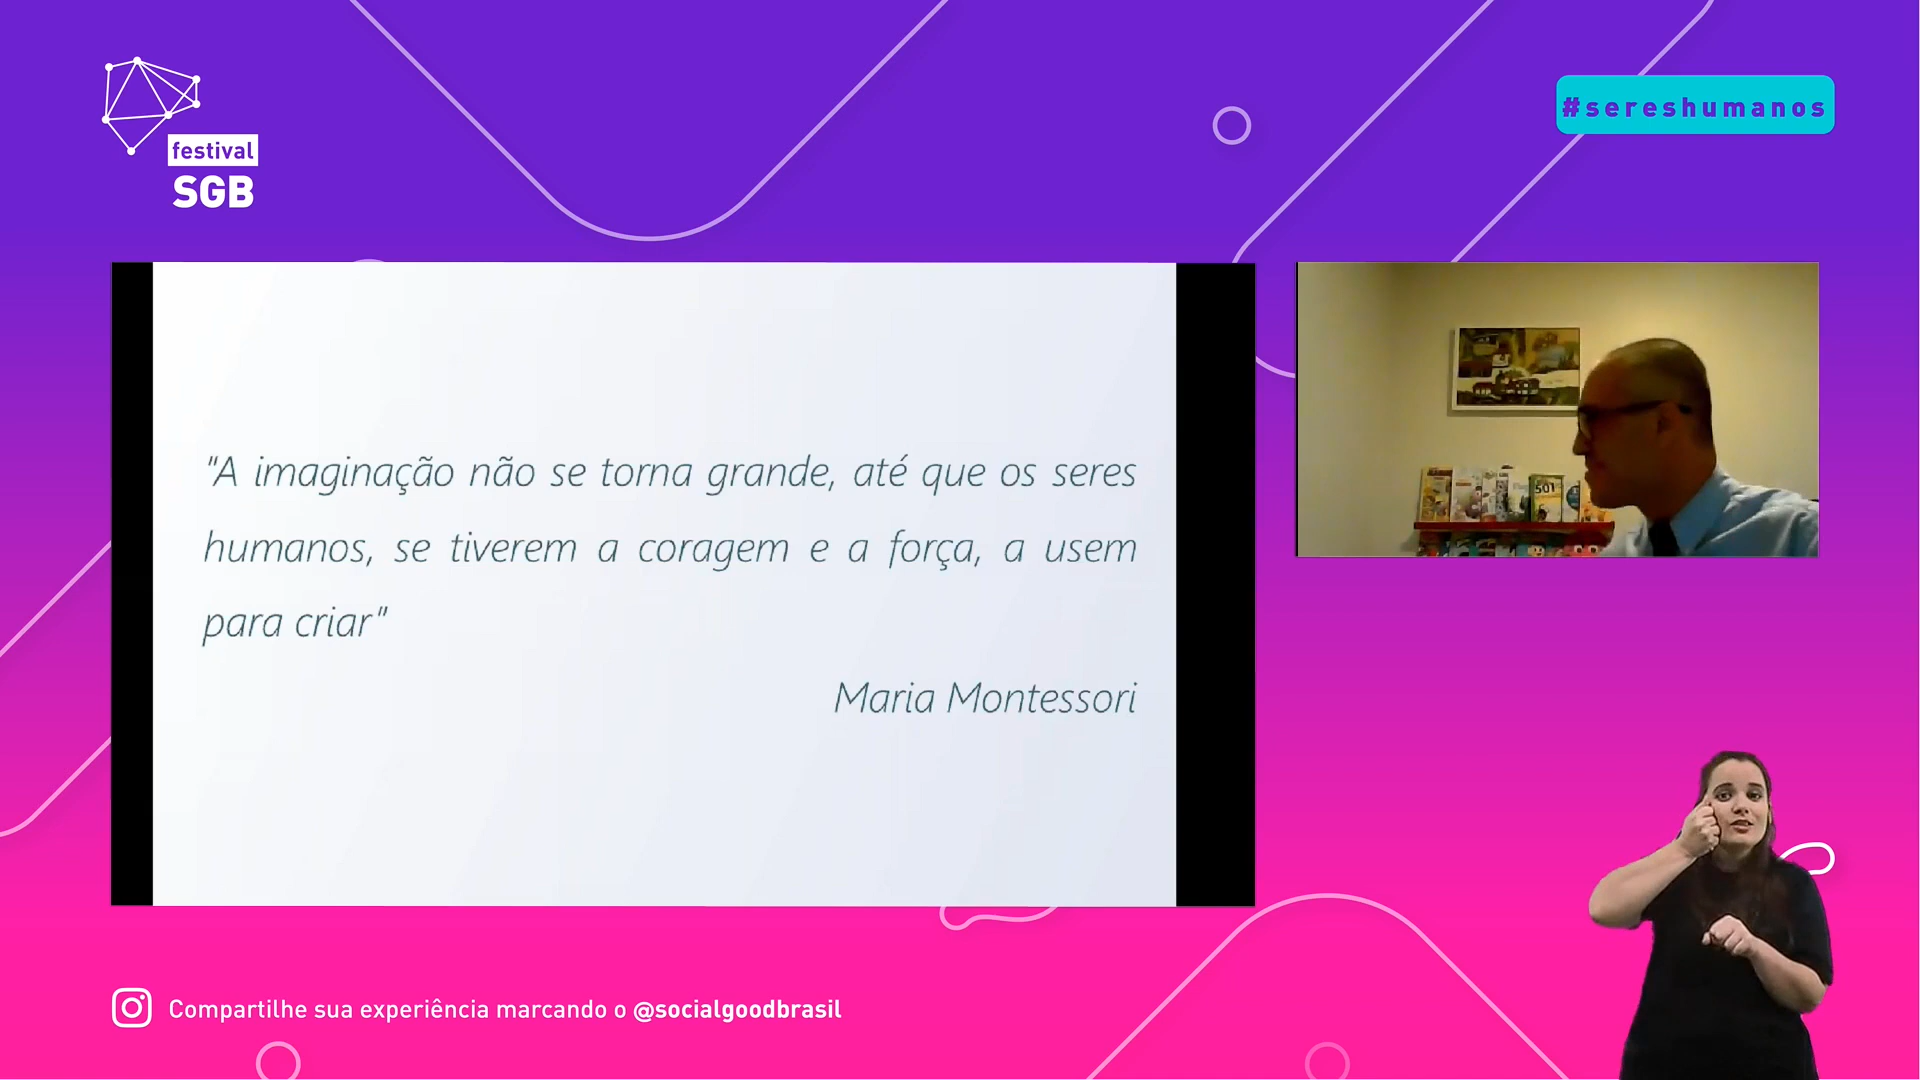 festival
SGB
#sereshumanos
"A imaginação não se torna grande, até que os seres
humanos, se tiverem a coragem e a força, a usem
para criar"
Maria Montessori
501
Compartilhe sua experiência marcando o @socialgoodbrasil